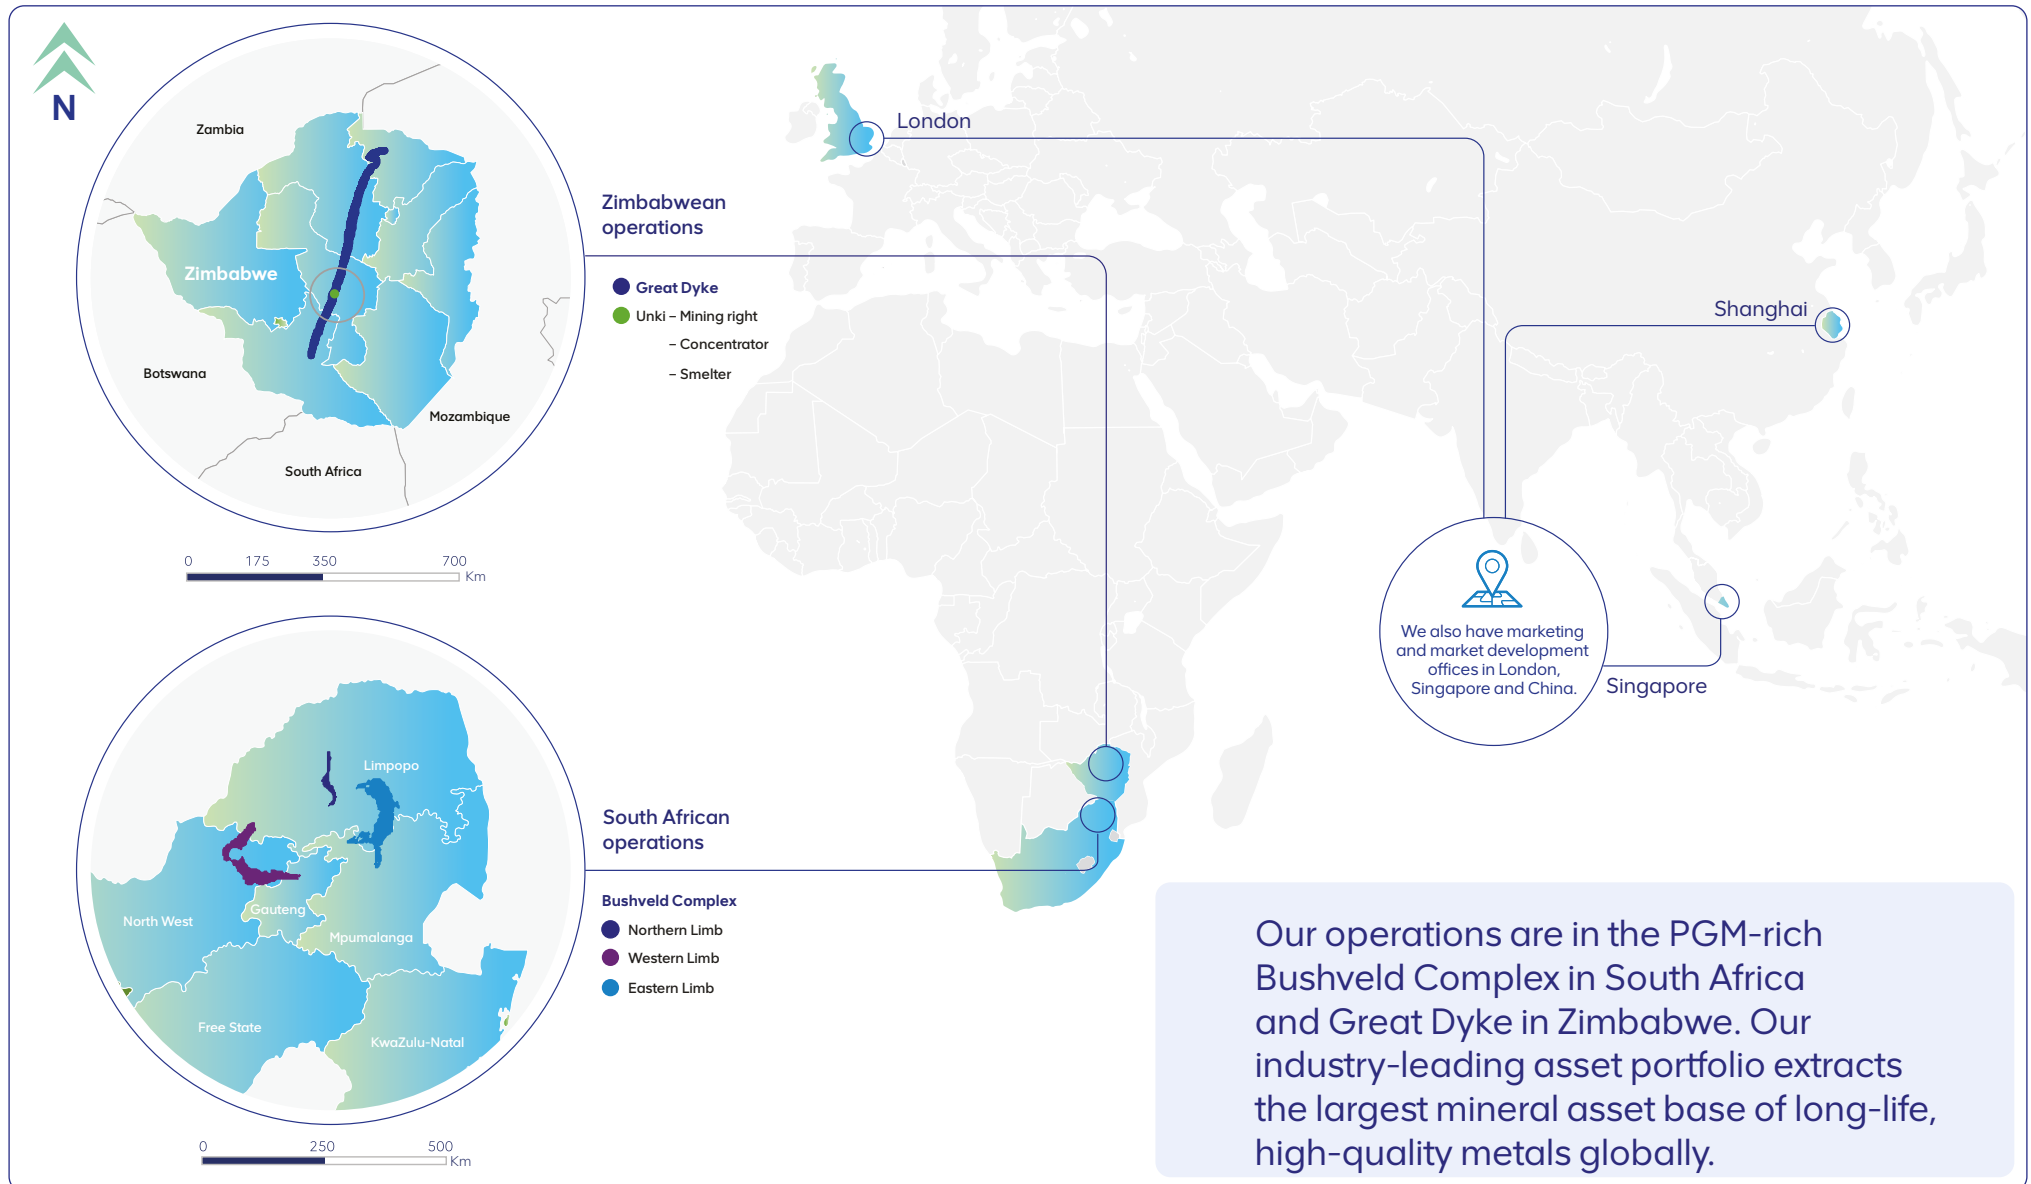 N
Zambia
Zimbabwe
Botswana
Mozambique
South Africa
0 175 350 700
Km
Zimbabwean
operations
Great Dyke
Unki – Mining right
– Concentrator
– Smelter
London
Shanghai
We also have marketing
and market development
offices in London,
Singapore and China.
Singapore
Limpopo
North West
Gauteng
Mpumalanga
Free State
KwaZulu-Natal
0 250 500
Km
South African
operations
Bushveld Complex
Northern Limb
Western Limb
Eastern Limb
Our operations are in the PGM-rich
Bushveld Complex in South Africa
and Great Dyke in Zimbabwe. Our
industry-leading asset portfolio extracts
the largest mineral asset base of long-life,
high-quality metals globally.